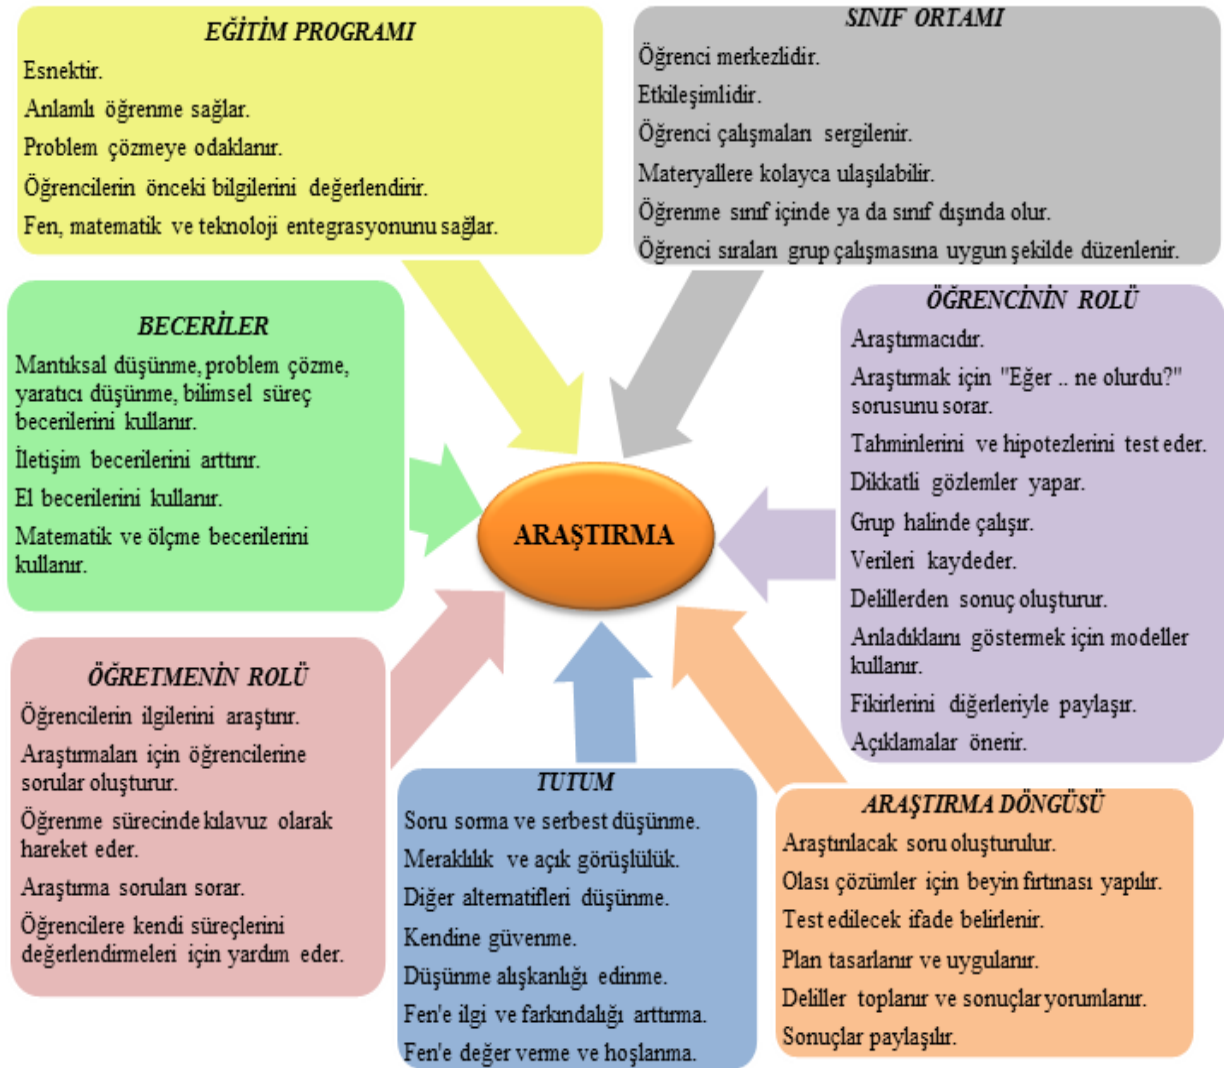 EĞİTİM PROGRAMI
Esnektir.
Anlamlı öğrenme sağlar.
Problem çözmeye odaklanır.
Öğrencilerin önceki bilgilerini değerlendirir.
Fen, matematik ve teknoloji entegrasyonunu sağlar.
SINIF ORTAMI
Öğrenci merkezlidir.
Etkileşimlidir.
Öğrenci çalışmaları sergilenir.
Materyallere kolayca ulaşılabilir.
Öğrenme sınıf içinde ya da sınıf dışında olur.
Öğrenci sıraları grup çalışmasına uygun şekilde düzenlenir.
BECERİLER
Mantıksal düşünme, problem çözme,
yaratıcı düşünme, bilimsel süreç
becerilerini kullanır.
İletişim becerilerini arttırır.
El becerilerini kullanır.
Matematik ve ölçme becerilerini
kullanır.
ARAŞTIRMA
ÖĞRENCİNİN ROLÜ
Araştırmacıdır.
Araştırmak için "Eğer .. ne olurdu?"
sorusunu sorar.
Tahminlerini ve hipotezlerini test eder.
Dikkatli gözlemler yapar.
Grup halinde çalışır.
Verileri kaydeder.
Delillerden sonuç oluşturur.
Anladıklaını göstermek için modeller
kullanır.
Fikirlerini diğerleriyle paylaşır.
Açıklamalar önerir.
ÖĞRETMENİN ROLÜ
Öğrencilerin ilgilerini araştırır.
Araştırmaları için öğrencilerine
sorular oluşturur.
Öğrenme sürecinde kılavuz olarak
hareket eder.
Araştırma soruları sorar.
Öğrencilere kendi süreçlerini
değerlendirmeleri için yardım eder.
TUTUM
Soru sorma ve serbest düşünme.
Meraklılık ve açık görüşlülük.
Diğer alternatifleri düşünme.
Kendine güvenme.
Düşünme alışkanlığı edinme.
Fen'e ilgi ve farkındalığı arttırma.
Fen'e değer verme ve hoşlanma.
ARAŞTIRMA DÖNGÜSÜ
Araştırılacak soru oluşturulur.
Olası çözümler için beyin fırtınası yapılır.
Test edilecek ifade belirlenir.
Plan tasarlanır ve uygulanır.
Deliller toplanır ve sonuçlar yorumlanır.
Sonuçlar paylaşılır.